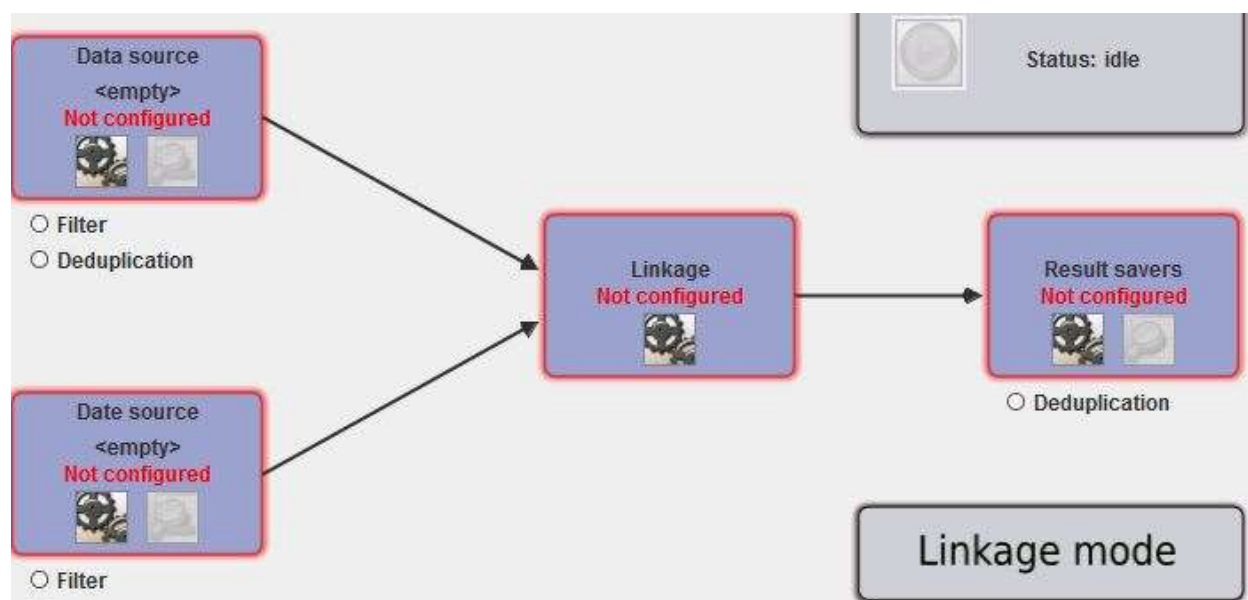 Data source
<empty>
Not configured
Filter
Deduplication
Status: idle
Linkage
Not configured
Result savers
Not configured
Deduplication
Date source
<empty>
Not configured
Filter
Linkage mode